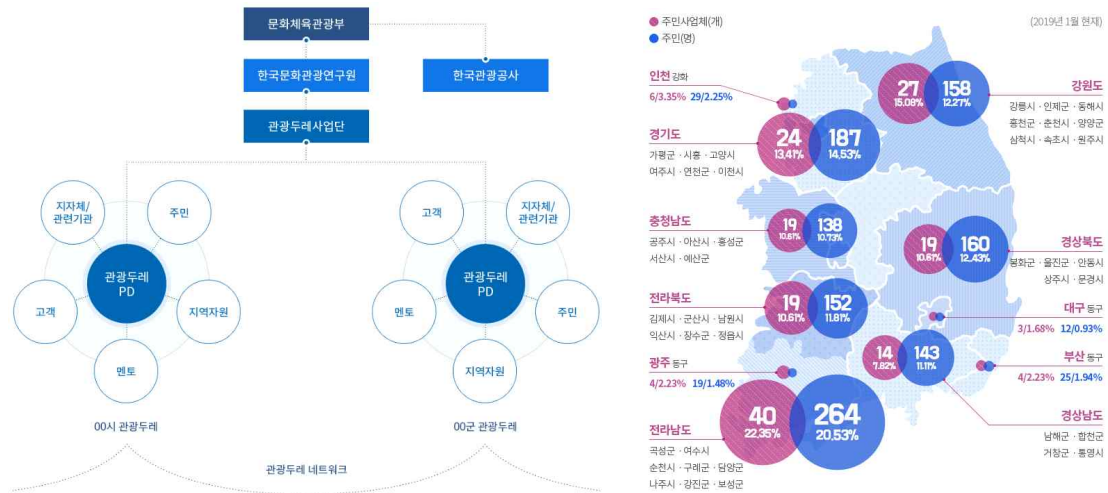 문화체육관광부
한국문화관광연구원
한국관광공사
관광두레사업단
지자체/
관련기관
주민
관광두레
PD
고객
지역자원
멘토
00시 관광두레
고객
지자체/
관련기관
관광두레
PD
멘토
주민
지역자원
00군 관광두레
관광두레 네트워크
주민사업체(개)
주민(명)
(2019년 1월 현재)
인천 강화
6/3.35% 29/2.25%
27
15.08%
158
12.27%
강원도
강릉시 · 인제군 · 동해시
홍천군 · 춘천시 · 양양군
삼척시 · 속초시 · 원주시
경기도
가평군 · 시흥 · 고양시
여주시 · 연천군 · 이천시
24
13.41%
187
14.53%
충청남도
공주시 · 아산시 · 홍성군
서산시 · 예산군
19
10.61%
138
10.73%
19
10.61%
160
12.43%
경상북도
봉화군 · 울진군 · 안동시
상주시 · 문경시
전라북도
김제시 · 군산시 · 남원시
익산시 · 장수군 · 정읍시
19
10.61%
152
11.81%
대구 동구
3/1.68% 12/0.93%
광주 동구
4/2.23% 19/1.48%
14
7.82%
143
11.11%
부산 동구
4/2.23% 25/1.94%
전라남도
곡성군 · 여수시
순천시 · 구례군 · 담양군
나주시 · 강진군 · 보성군
40
22.35%
264
20.53%
경상남도
남해군 · 합천군
거창군 · 통영시